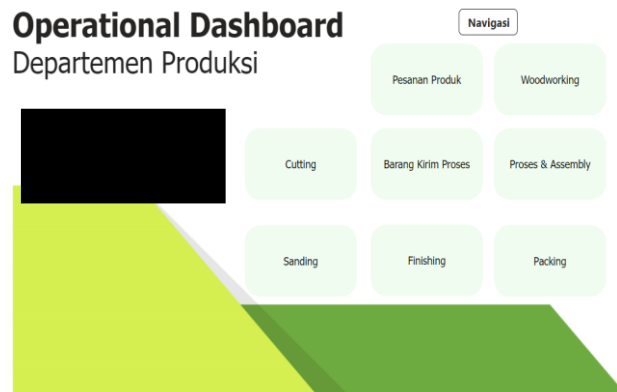 Operational Dashboard
Departemen Produksi
Navigasi
Pesanan Produk
Woodworking
Cutting
Barang Kirim Proses
Proses & Assembly
Sanding
Finishing
Packing